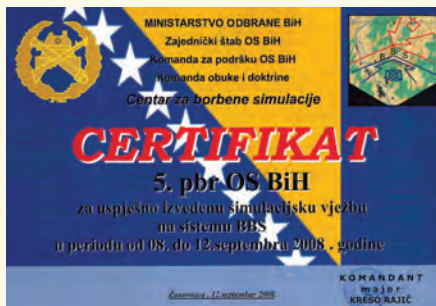 MINISTARSTVO ODBRANE BiH
Zajednički štab OS BiH
Komanda za podršku OS BiH
Komanda obuke i doktrine
Centar za borbene simulacije
CERTIFIKAT
5. pbr OS BiH
za uspješno izvedenu simulacijsku vježbu
na sistemu BBS
u periodu od 08. do 12.septembra 2008 . godine
KOMANDANT
major
KREŠO RAJIČ
12.septembar 2008.